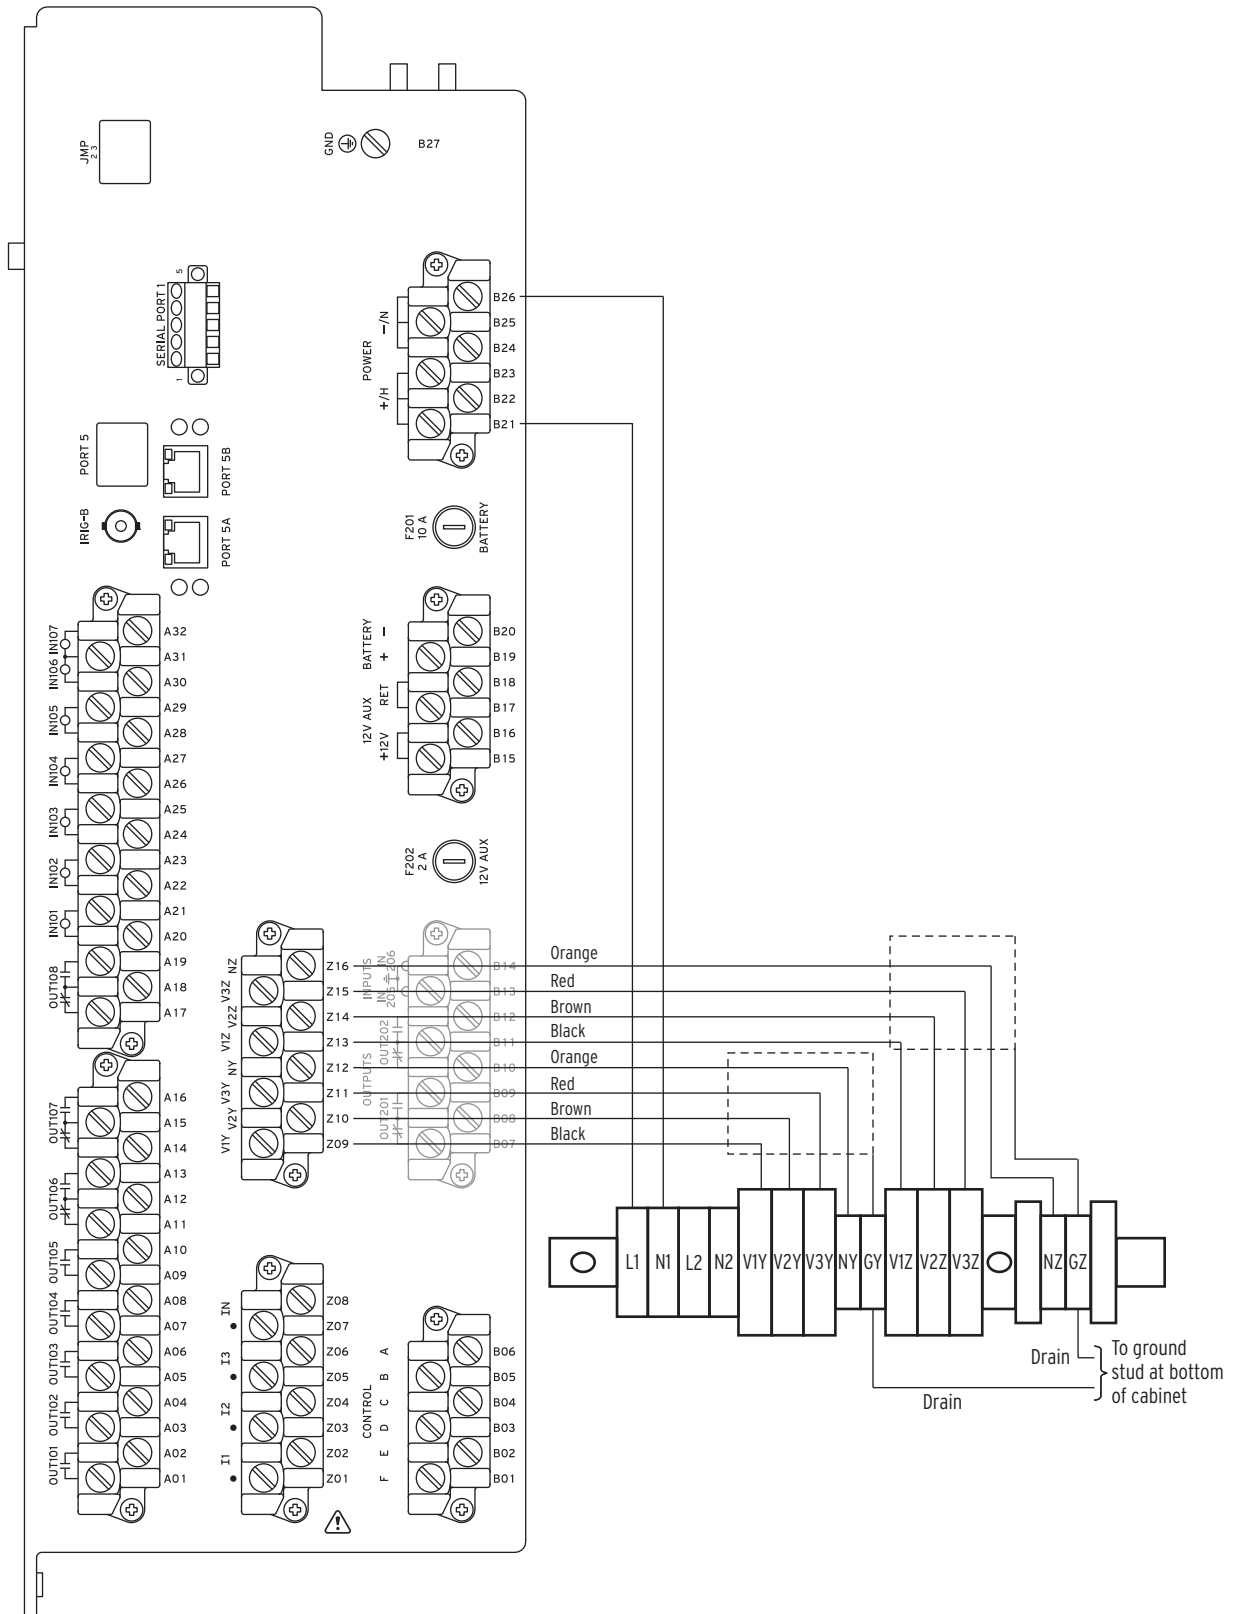 JMP
2 3
GND
B27
SERIAL PORT 1
5
1
POWER
–/N
+/H
B26
B25
B24
B23
B22
B21
PORT 5
PORT 5B
IRIG-B
PORT 5A
F201
10 A
BATTERY
IN107
IN106
IN105
IN104
IN103
IN102
IN101
OUT108
A32
A31
A30
A29
A28
A27
A26
A25
A24
A23
A22
A21
A20
A19
A18
A17
BATTERY
–
+
12V AUX
RET
+12V
B20
B19
B18
B17
B16
B15
F202
2 A
12V AUX
NZ
V3Z
V2Z
V1Z
NY
V3Y
V2Y
V1Y
Z16
Z15
Z14
Z13
Z12
Z11
Z10
Z09
INPUTS
IN
205
IN
206
OUTPUTS
OUT202
OUT201
B14
B13
B12
B11
B10
B09
B08
B07
Orange
Red
Brown
Black
Orange
Red
Brown
Black
OUT107
OUT106
OUT105
OUT104
OUT103
OUT102
OUT101
A16
A15
A14
A13
A12
A11
A10
A09
A08
A07
A06
A05
A04
A03
A02
A01
IN
I3
I2
I1
Z08
Z07
Z06
Z05
Z04
Z03
Z02
Z01
CONTROL
A
B
C
D
E
F
B06
B05
B04
B03
B02
B01
L1 N1 L2 N2 V1Y V2Y V3Y NY GY V1Z V2Z V3Z NZ GZ
Drain
Drain
To ground
stud at bottom
of cabinet